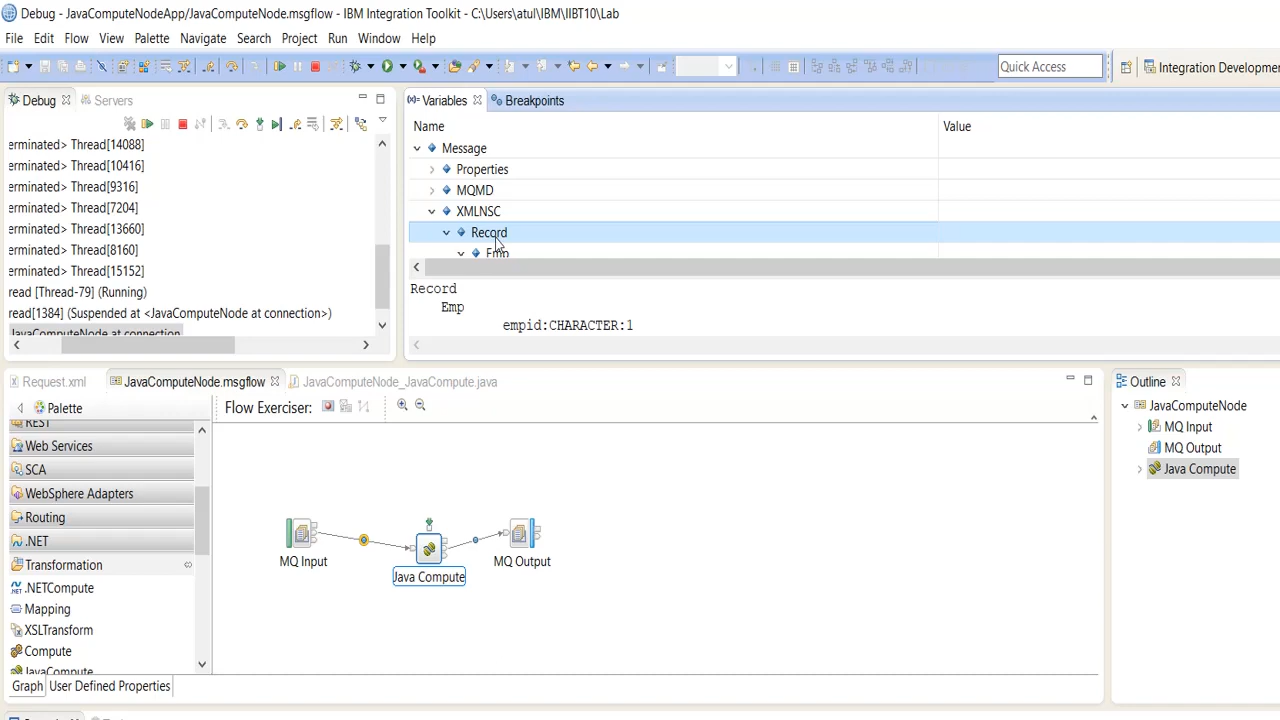 Debug - JavaComputeNodeApp/JavaComputeNode.msgflow - IBM Integration Toolkit - C:\Users\atul\IBM\IIBT10\Lab
File Edit Flow View Palette Navigate Search Project Run Window Help
Quick Access
Integration Developmen
Debug Servers
erminated> Thread[14088]
erminated> Thread[10416]
erminated> Thread[9316]
erminated> Thread[7204]
erminated> Thread[13660]
erminated> Thread[8160]
erminated> Thread[15152]
read [Thread-79] (Running)
read[1384] (Suspended at <JavaComputeNode at connection>)
JavaComputeNode at connection
(x)= Variables Breakpoints
Name Value
Message
Properties
MQMD
XMLNSC
Record
Emp
Record
Emp
empid:CHARACTER:1
Request.xml JavaComputeNode.msgflow JavaComputeNode_JavaCompute.java
Palette
REST
Web Services
SCA
WebSphere Adapters
Routing
.NET
Transformation
.NETCompute
Mapping
XSLTransform
Compute
JavaCompute
Flow Exerciser:
MQ Input
Java Compute
MQ Output
Graph User Defined Properties
Outline
JavaComputeNode
MQ Input
MQ Output
Java Compute